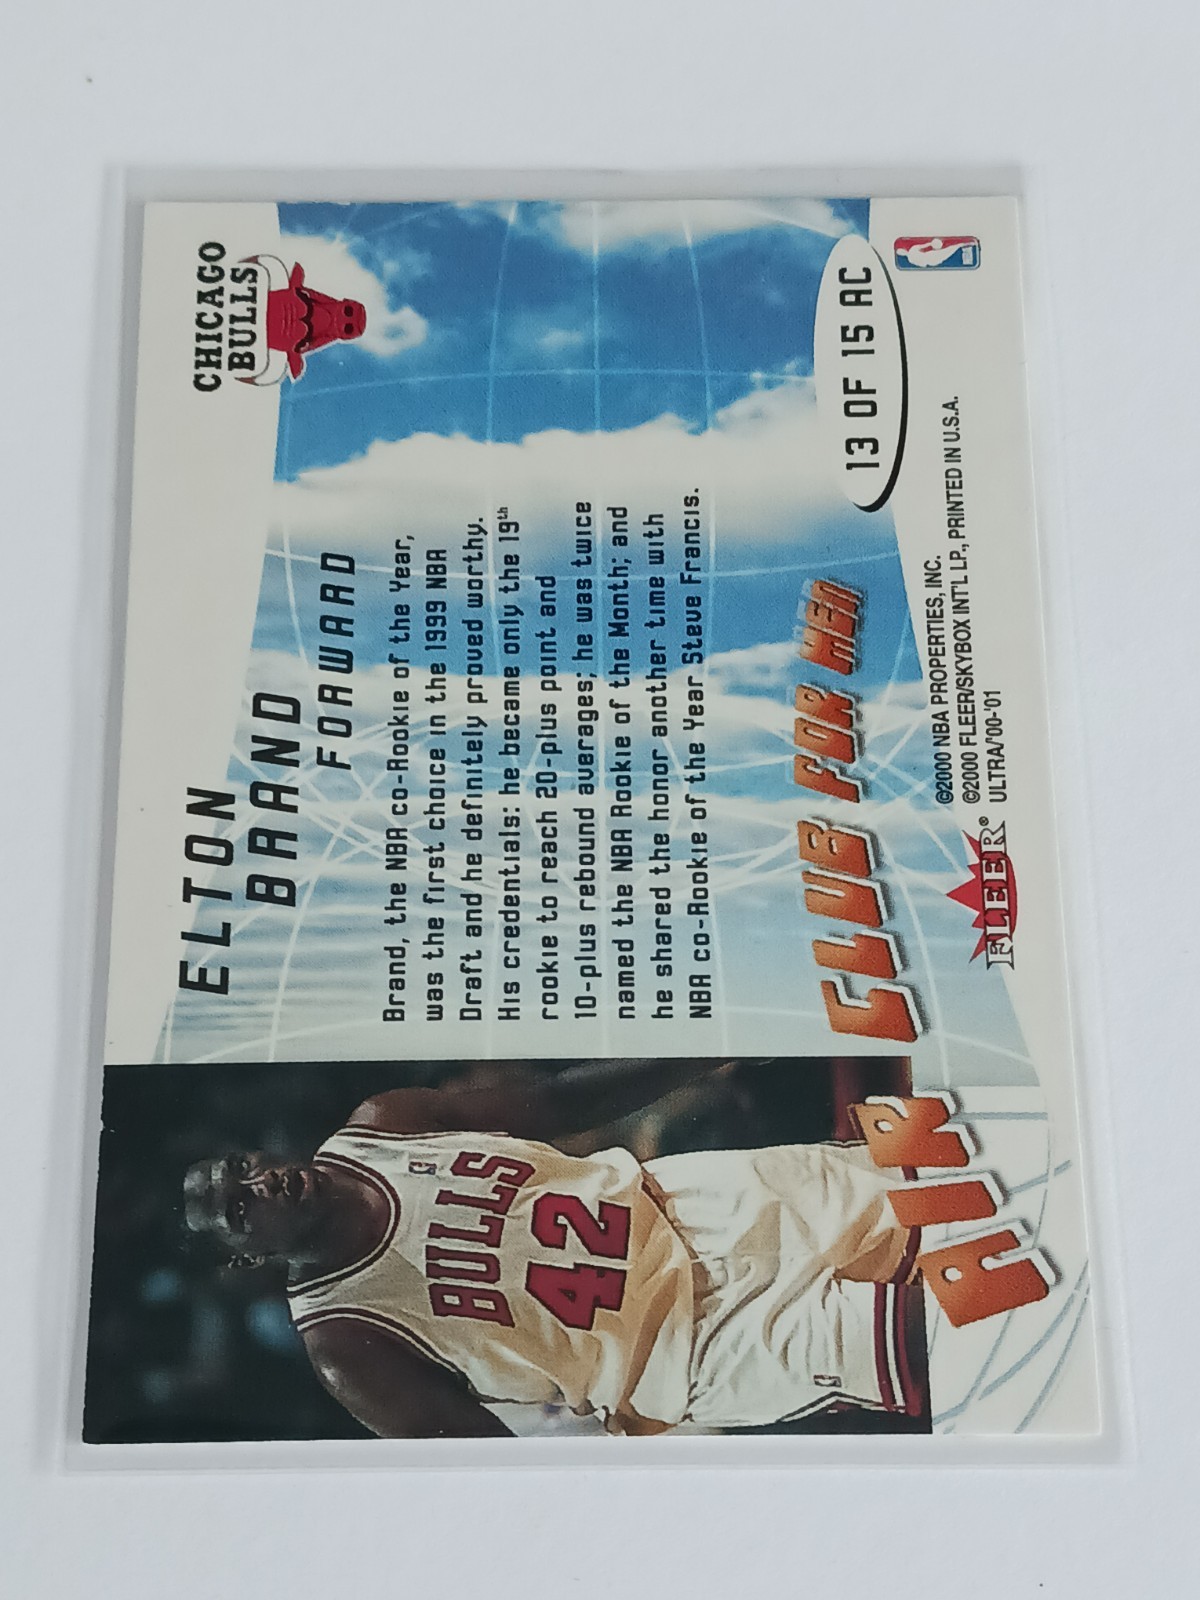 ELTON
BRAND
FORWARD
CHICAGO
BULLS
Brand, the NBA co-Rookie of the Year,
was the first choice in the 1999 NBA
Draft and he definitely proved worthy.
His credentials: he became only the 19th
rookie to reach 20-plus point and
10-plus rebound averages; he was twice
named the NBA Rookie of the Month; and
he shared the honor another time with
NBA co-Rookie of the Year Steve Francis.
BULLS
42
AIR CLUB FOR MEN
13 OF 15 AC
FLEER®
©2000 NBA PROPERTIES, INC.
©2000 FLEER/SKYBOX INT'L LP., PRINTED IN U.S.A.
ULTRA/'00-'01